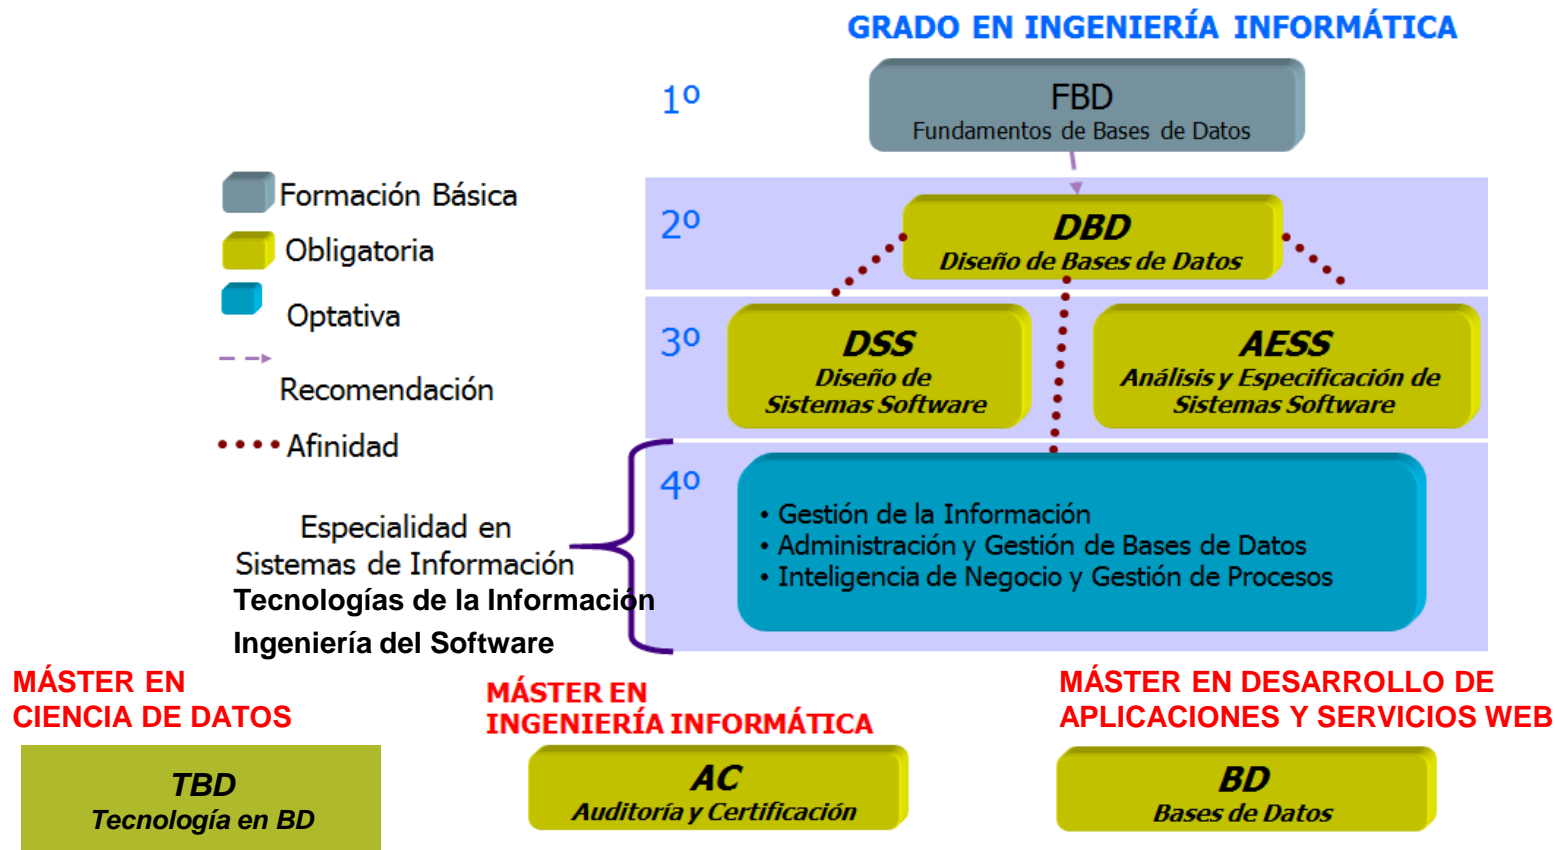 GRADO EN INGENIERÍA INFORMÁTICA
1º
FBD
Fundamentos de Bases de Datos
Formación Básica
Obligatoria
Optativa
Recomendación
Afinidad
2º
DBD
Diseño de Bases de Datos
3º
DSS
Diseño de
Sistemas Software
AESS
Análisis y Especificación de
Sistemas Software
Especialidad en
Sistemas de Información
Tecnologías de la Información
Ingeniería del Software
4º
• Gestión de la Información
• Administración y Gestión de Bases de Datos
• Inteligencia de Negocio y Gestión de Procesos
MÁSTER EN
CIENCIA DE DATOS
TBD
Tecnología en BD
MÁSTER EN
INGENIERÍA INFORMÁTICA
AC
Auditoría y Certificación
MÁSTER EN DESARROLLO DE
APLICACIONES Y SERVICIOS WEB
BD
Bases de Datos